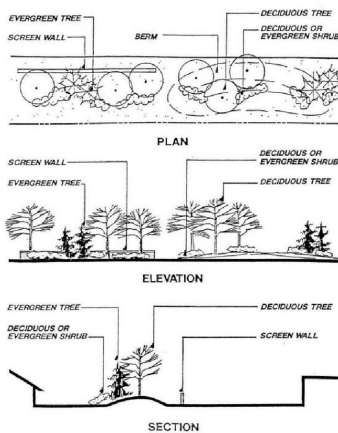 EVERGREEN TREE
SCREEN WALL
BERM
DECIDUOUS TREE
DECIDUOUS OR
EVERGREEN SHRUB
PLAN
SCREEN WALL
EVERGREEN TREE
DECIDUOUS OR
EVERGREEN SHRUB
DECIDUOUS TREE
ELEVATION
EVERGREEN TREE
DECIDUOUS OR
EVERGREEN SHRUB
DECIDUOUS TREE
SCREEN WALL
SECTION